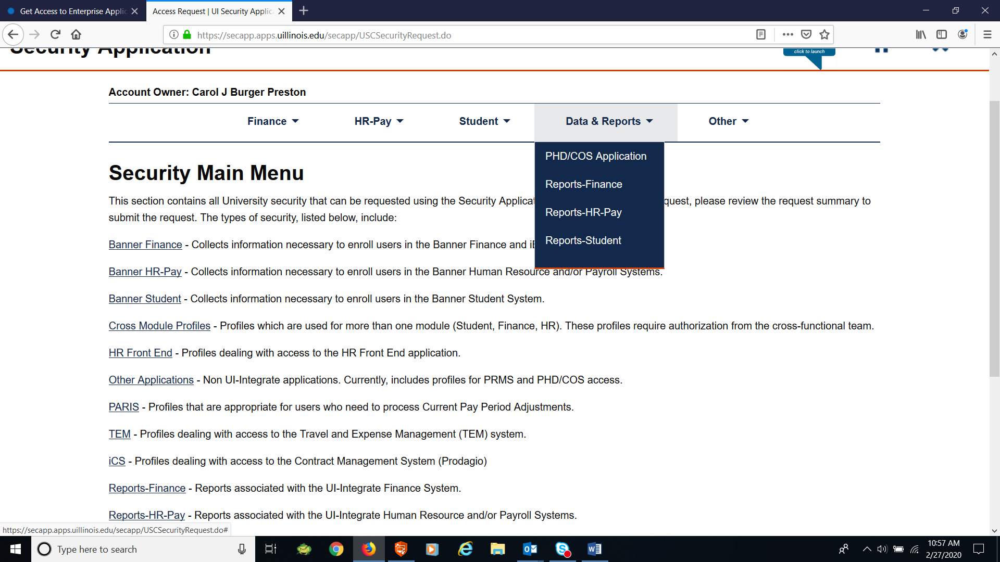 Get Access to Enterprise Applic
Access Request | UI Security Applica
https://secapp.apps.uillinois.edu/secapp/USCSecurityRequest.do
Security Application
click to launch
Account Owner: Carol J Burger Preston
Finance
HR-Pay
Student
Data & Reports
Other
PHD/COS Application
Reports-Finance
Reports-HR-Pay
Reports-Student
Security Main Menu
This section contains all University security that can be requested using the Security Applicat quest, please review the request summary to
submit the request. The types of security, listed below, include:
Banner Finance - Collects information necessary to enroll users in the Banner Finance and iB
Banner HR-Pay - Collects information necessary to enroll users in the Banner Human Resource and/or Payroll Systems.
Banner Student - Collects information necessary to enroll users in the Banner Student System.
Cross Module Profiles - Profiles which are used for more than one module (Student, Finance, HR). These profiles require authorization from the cross-functional team.
HR Front End - Profiles dealing with access to the HR Front End application.
Other Applications - Non UI-Integrate applications. Currently, includes profiles for PRMS and PHD/COS access.
PARIS - Profiles that are appropriate for users who need to process Current Pay Period Adjustments.
TEM - Profiles dealing with access to the Travel and Expense Management (TEM) system.
iCS - Profiles dealing with access to the Contract Management System (Prodagio)
Reports-Finance - Reports associated with the UI-Integrate Finance System.
Reports-HR-Pay - Reports associated with the UI-Integrate Human Resource and/or Payroll Systems.
https://secapp.apps.uillinois.edu/secapp/USCSecurityRequest.do#
Type here to search
10:57 AM
2/27/2020